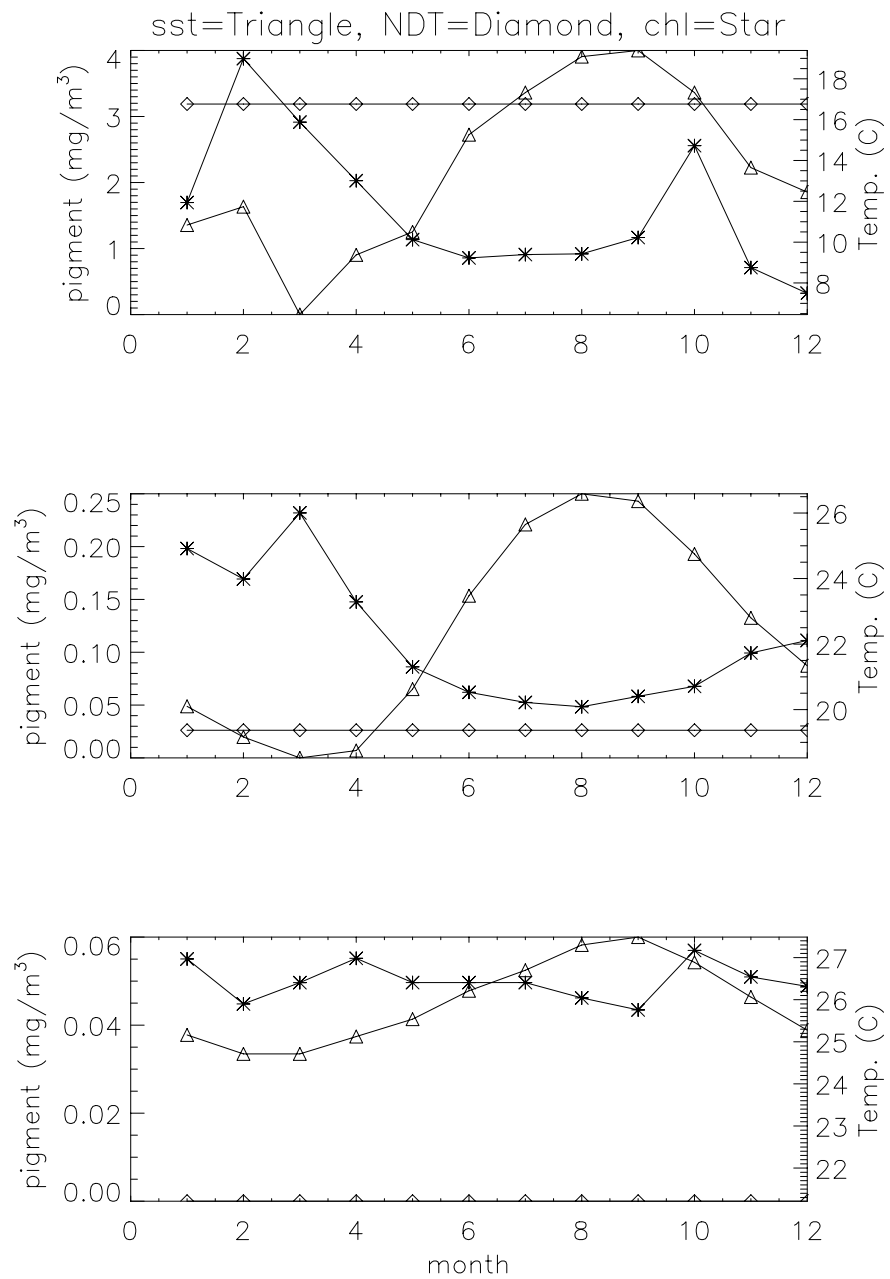 sst=Triangle, NDT=Diamond, chl=Star
pigment (mg/m³)
4
3
2
1
0
18
16
14
12
10
8
Temp. (C)
0 2 4 6 8 10 12
pigment (mg/m³)
0.25
0.20
0.15
0.10
0.05
0.00
26
24
22
20
Temp. (C)
0 2 4 6 8 10 12
pigment (mg/m³)
0.06
0.04
0.02
0.00
27
26
25
24
23
22
Temp. (C)
0 2 4 6 8 10 12
month